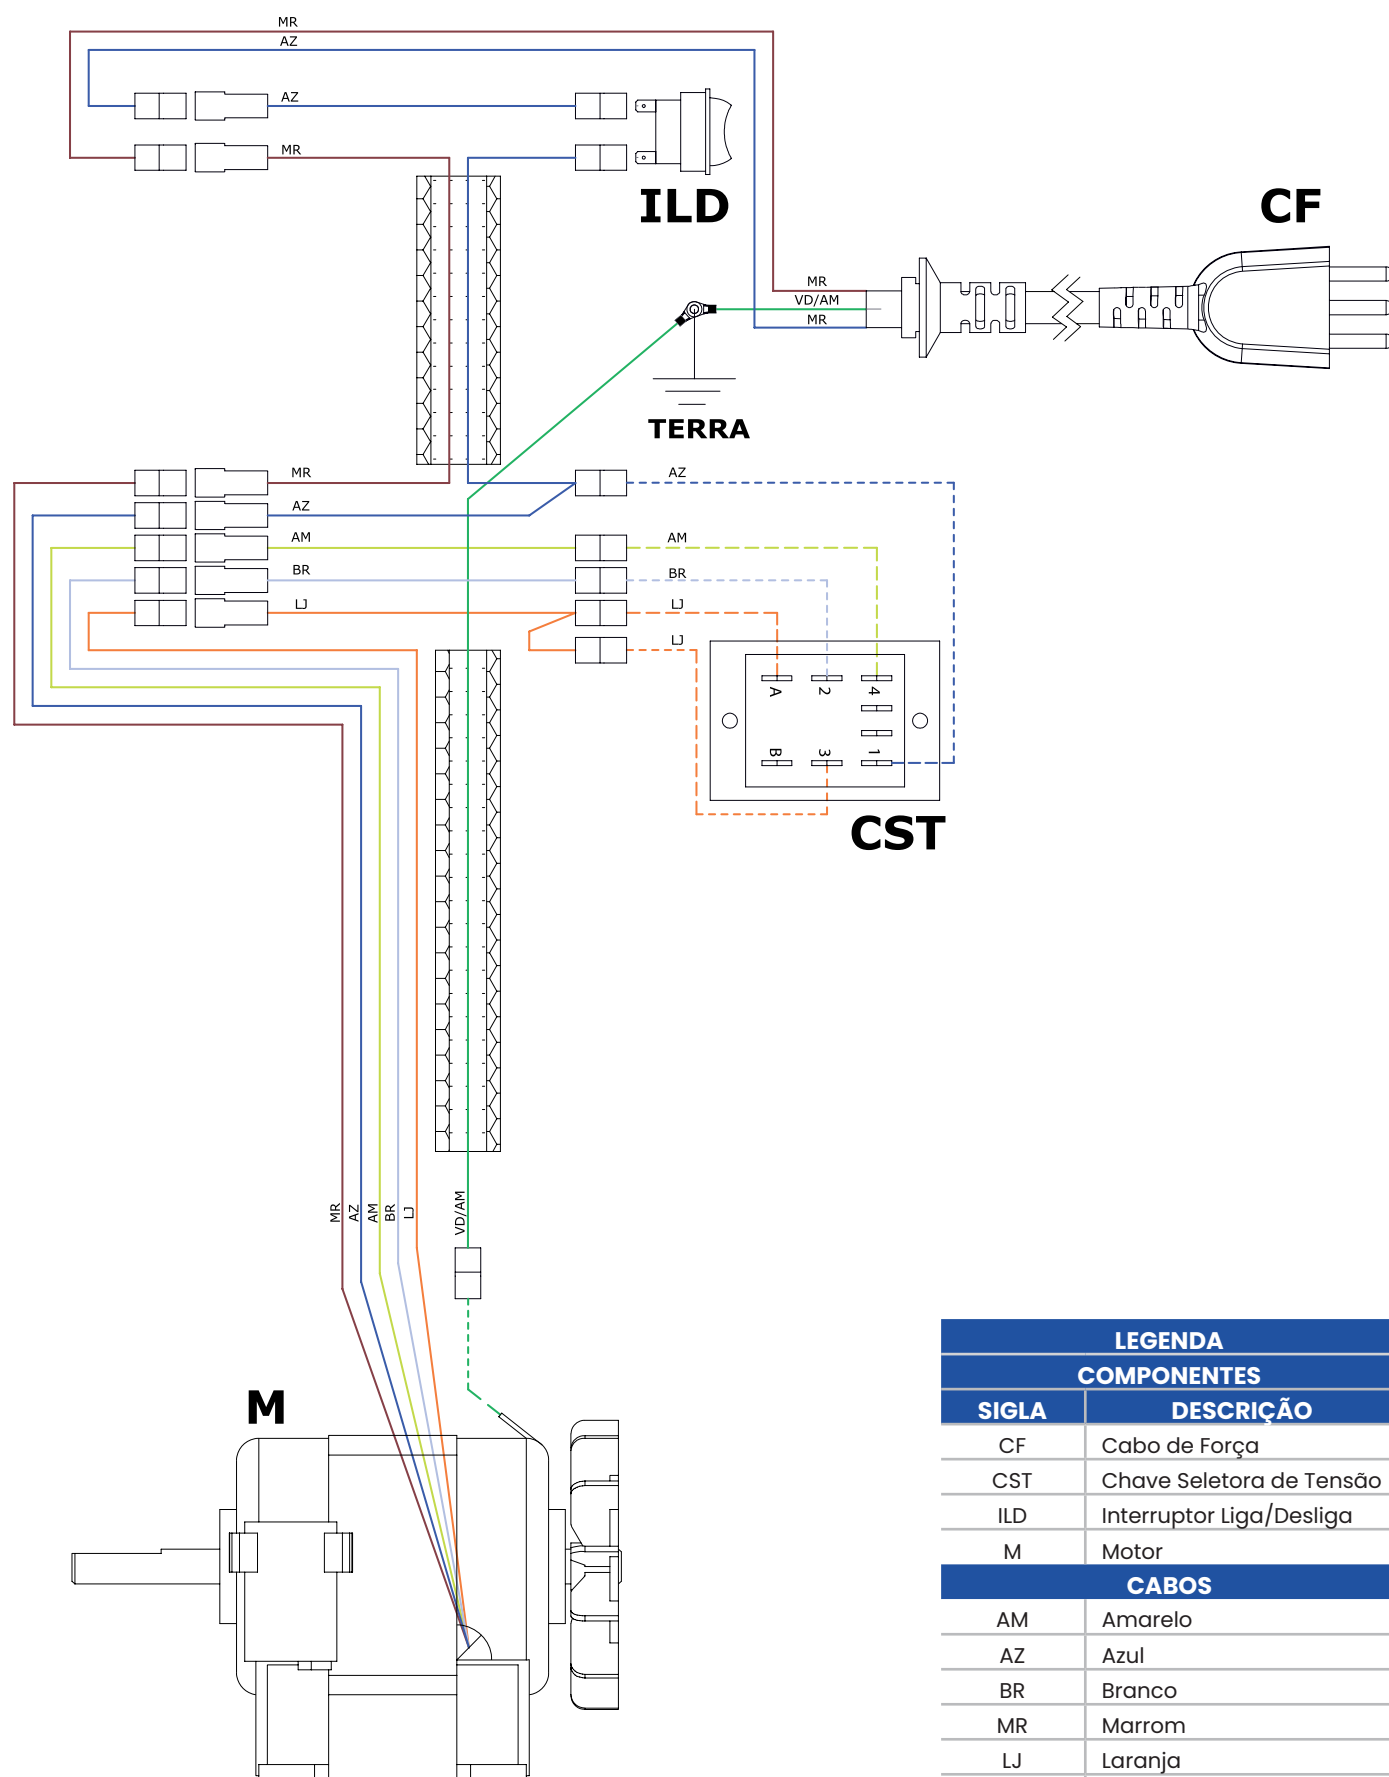 MR
AZ
AZ
MR
ILD
CF
MR
VD/AM
MR
TERRA
MR
AZ
AZ
AM
AM
BR
BR
LJ
LJ
LJ
A
2
4
B
3
1
CST
MR
AZ
AM
BR
LJ
VD/AM
M
LEGENDA
COMPONENTES
SIGLA DESCRIÇÃO
CF Cabo de Força
CST Chave Seletora de Tensão
ILD Interruptor Liga/Desliga
M Motor
CABOS
AM Amarelo
AZ Azul
BR Branco
MR Marrom
LJ Laranja